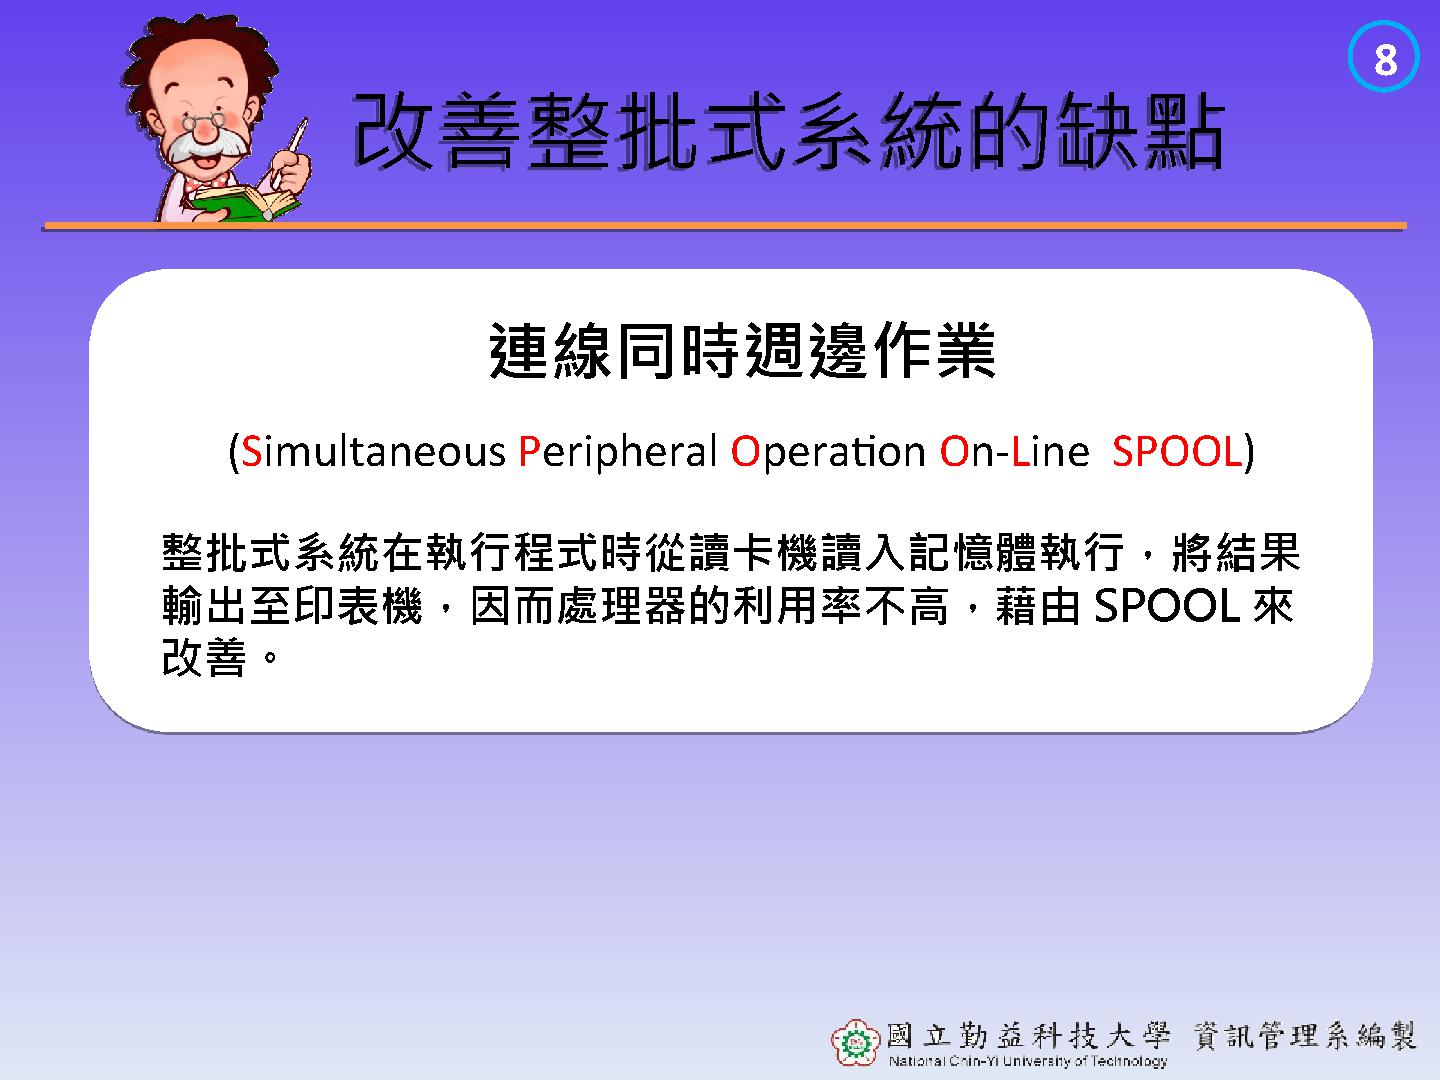 8
改善整批式系統的缺點
連線同時週邊作業
(Simultaneous Peripheral Operation On-Line SPOOL)
整批式系統在執行程式時從讀卡機讀入記憶體執行，將結果
輸出至印表機，因而處理器的利用率不高，藉由 SPOOL 來
改善。
國立勤益科技大學 資訊管理系編製
National Chin-Yi University of Technology